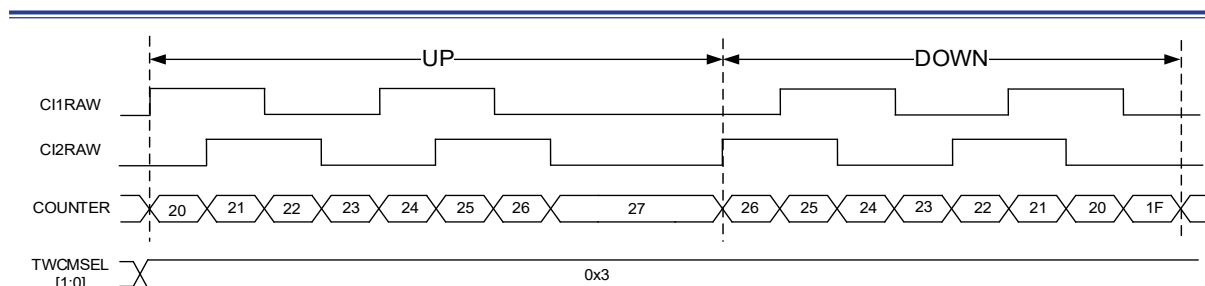 UP DOWN
CI1RAW
CI2RAW
COUNTER 20 21 22 23 24 25 26 27 26 25 24 23 22 21 20 1F
TWCMSEL
[1:0]
0x3